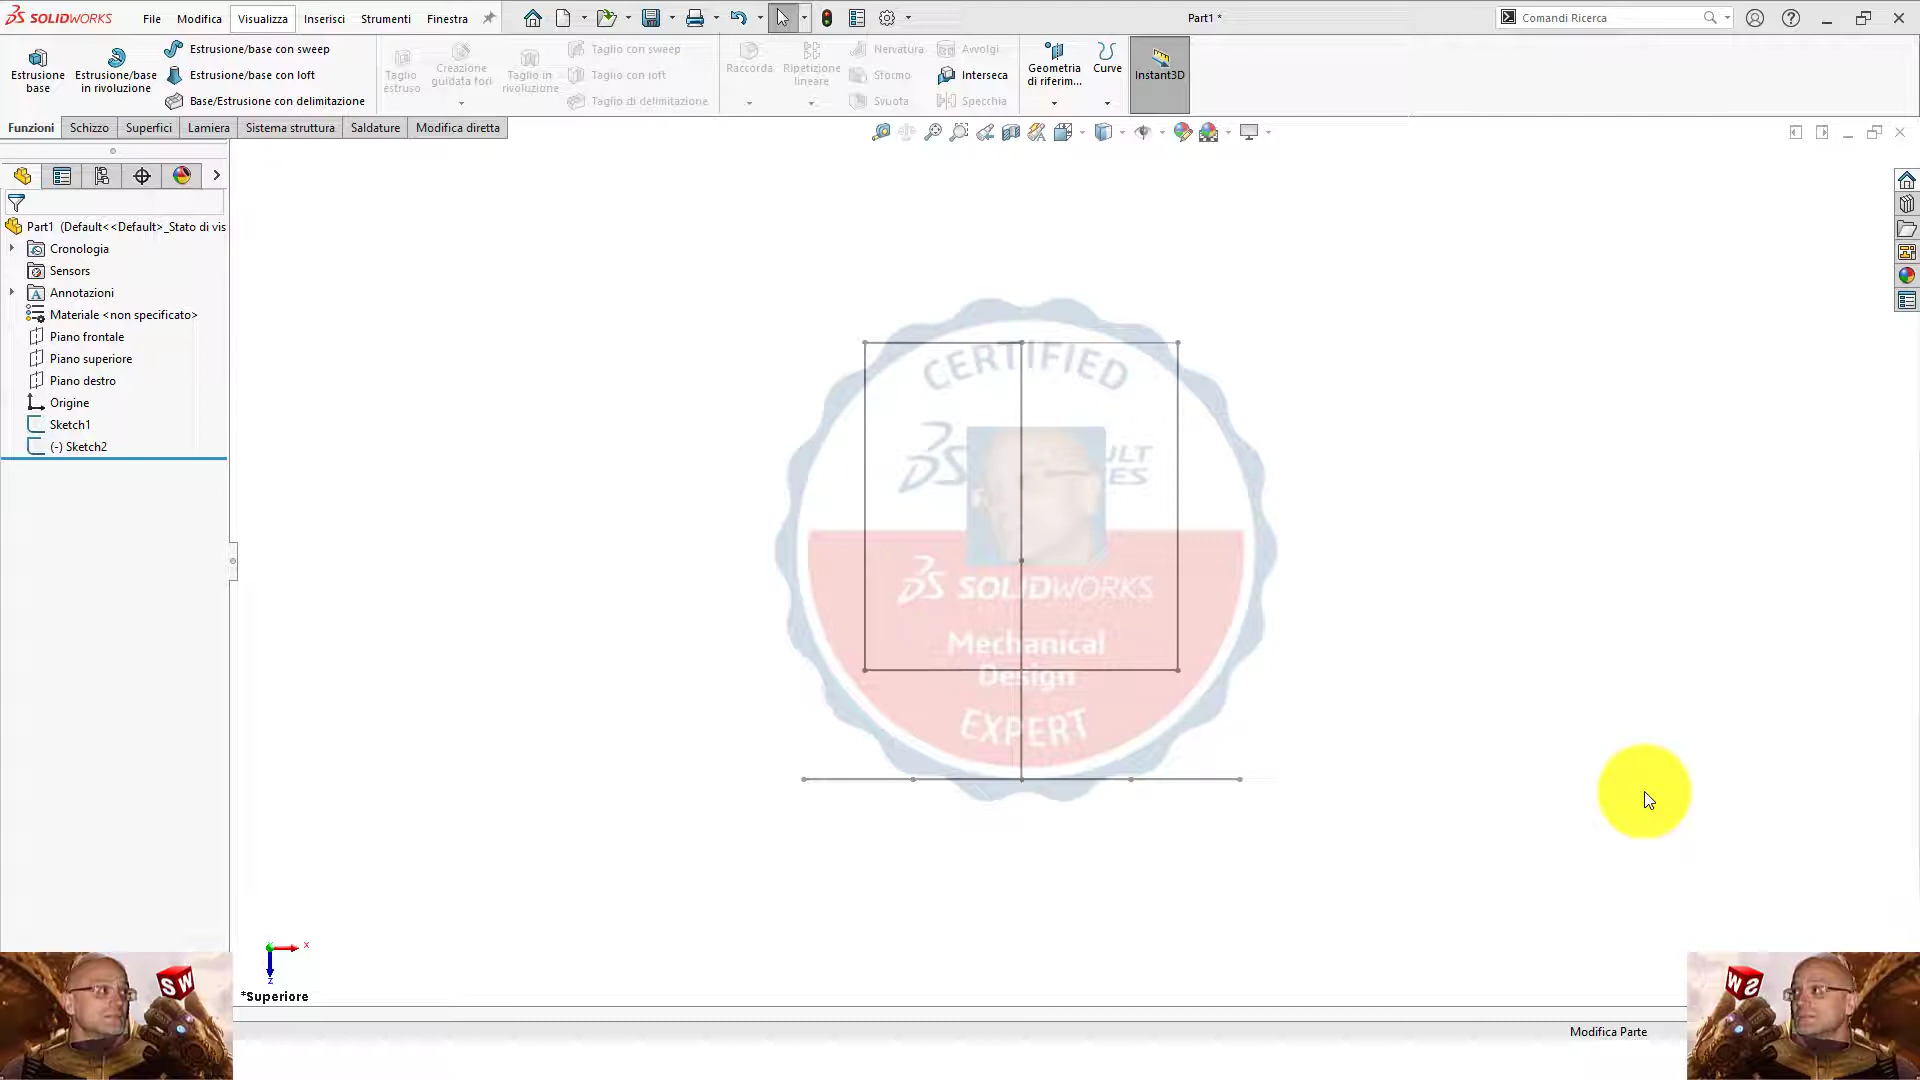 SOLIDWORKS File Modifica Visualizza Inserisci Strumenti Finestra Part1 * Comandi Ricerca
Estrusione base
Estrusione/base in rivoluzione
Estrusione/base con sweep
Estrusione/base con loft
Base/Estrusione con delimitazione
Taglio estruso
Creazione guidata fori
Taglio in rivoluzione
Taglio con sweep
Taglio con loft
Taglio di delimitazione
Raccorda
Ripetizione lineare
Nervatura
Sformo
Svuota
Avvolgi
Interseca
Specchia
Geometria di riferim...
Curve
Instant3D
Funzioni Schizzo Superfici Lamiera Sistema struttura Saldature Modifica diretta
Part1 (Default<<Default>_Stato di vis
Cronologia
Sensors
Annotazioni
Materiale <non specificato>
Piano frontale
Piano superiore
Piano destro
Origine
Sketch1
(-) Sketch2
CERTIFIED
SOLIDWORKS
Mechanical
Design
EXPERT
x
z
*Superiore
SW
SW
Modifica Parte